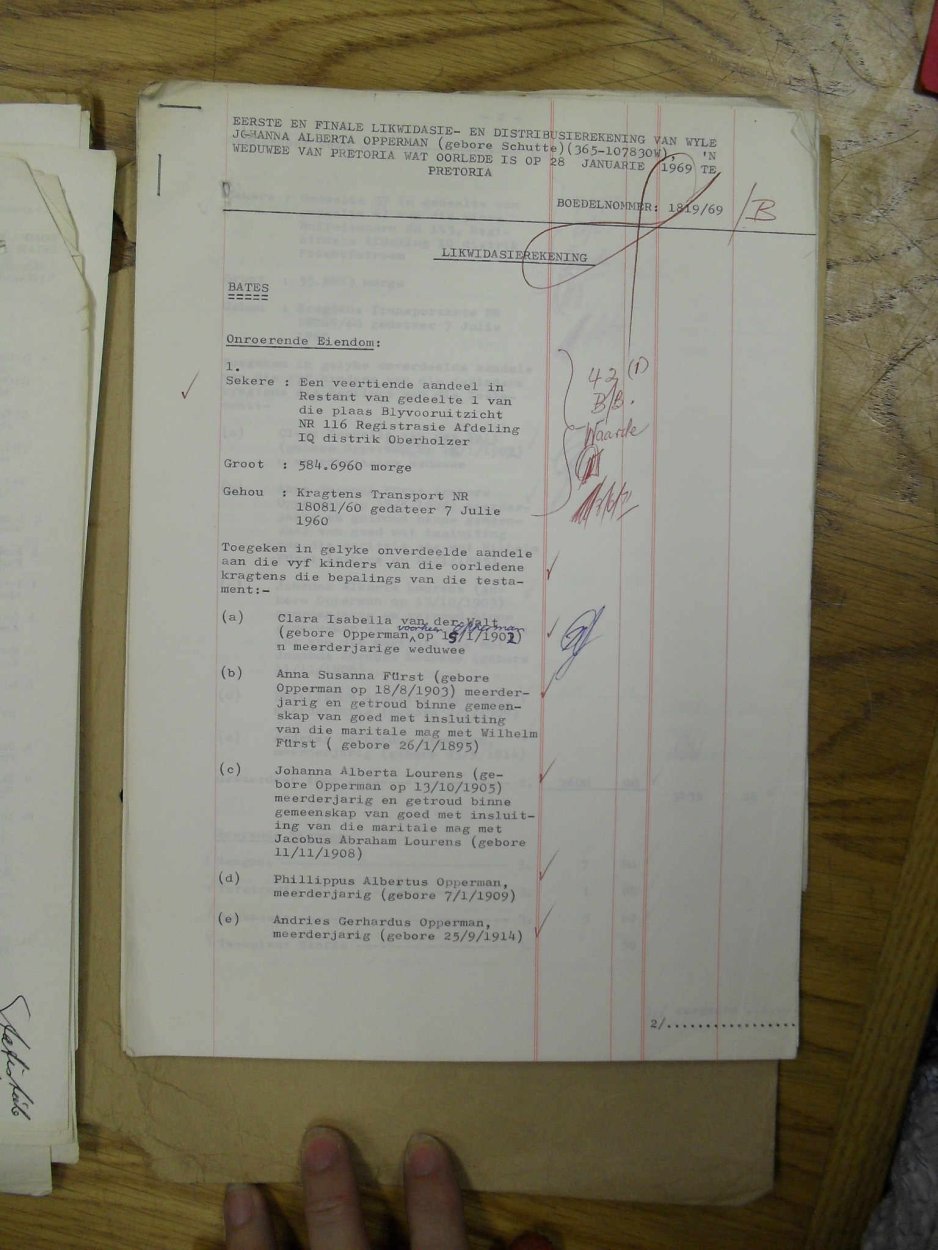 EERSTE EN FINALE LIKWIDASIE- EN DISTRIBUSIEREKENING VAN WYLE
JOHANNA ALBERTA OPPERMAN (gebore Schutte)(365-107830W), 'N
WEDUWEE VAN PRETORIA WAT OORLEDE IS OP 28 JANUARIE 1969 TE
PRETORIA
BOEDELNOMMER: 1819/69
/B
LIKWIDASIEREKENING
BATES
Onroerende Eiendom:
1.
Sekere : Een veertiende aandeel in
Restant van gedeelte 1 van
die plaas Blyvooruitzicht
NR 116 Registrasie Afdeling
IQ distrik Oberholzer
42 (1)
B/B.
Waarde
Groot : 584.6960 morge
Gehou : Kragtens Transport NR
18081/60 gedateer 7 Julie
1960
Toegeken in gelyke onverdeelde aandele
aan die vyf kinders van die oorledene
kragtens die bepalings van die testa-
ment:-
(a) Clara Isabella van der Walt
voorheen Opperman
(gebore Opperman op 15/1/1902)
n meerderjarige weduwee
(b) Anna Susanna Fürst (gebore
Opperman op 18/8/1903) meerder-
jarig en getroud binne gemeen-
skap van goed met insluiting
van die maritale mag met Wilhelm
Fürst ( gebore 26/1/1895)
(c) Johanna Alberta Lourens (ge-
bore Opperman op 13/10/1905)
meerderjarig en getroud binne
gemeenskap van goed met insluit-
ing van die maritale mag met
Jacobus Abraham Lourens (gebore
11/11/1908)
(d) Phillippus Albertus Opperman,
meerderjarig (gebore 7/1/1909)
(e) Andries Gerhardus Opperman,
meerderjarig (gebore 25/9/1914)
2/...............